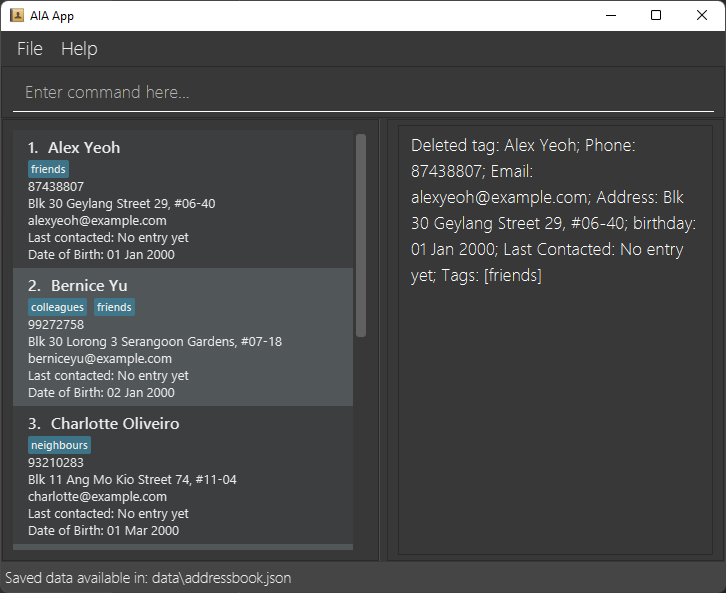 AIA App
File Help
Enter command here...
1. Alex Yeoh
friends
87438807
Blk 30 Geylang Street 29, #06-40
alexyeoh@example.com
Last contacted: No entry yet
Date of Birth: 01 Jan 2000
2. Bernice Yu
colleagues friends
99272758
Blk 30 Lorong 3 Serangoon Gardens, #07-18
berniceyu@example.com
Last contacted: No entry yet
Date of Birth: 02 Jan 2000
3. Charlotte Oliveiro
neighbours
93210283
Blk 11 Ang Mo Kio Street 74, #11-04
charlotte@example.com
Last contacted: No entry yet
Date of Birth: 01 Mar 2000
Deleted tag: Alex Yeoh; Phone:
87438807; Email:
alexyeoh@example.com; Address: Blk
30 Geylang Street 29, #06-40; birthday:
01 Jan 2000; Last Contacted: No entry
yet; Tags: [friends]
Saved data available in: data\addressbook.json